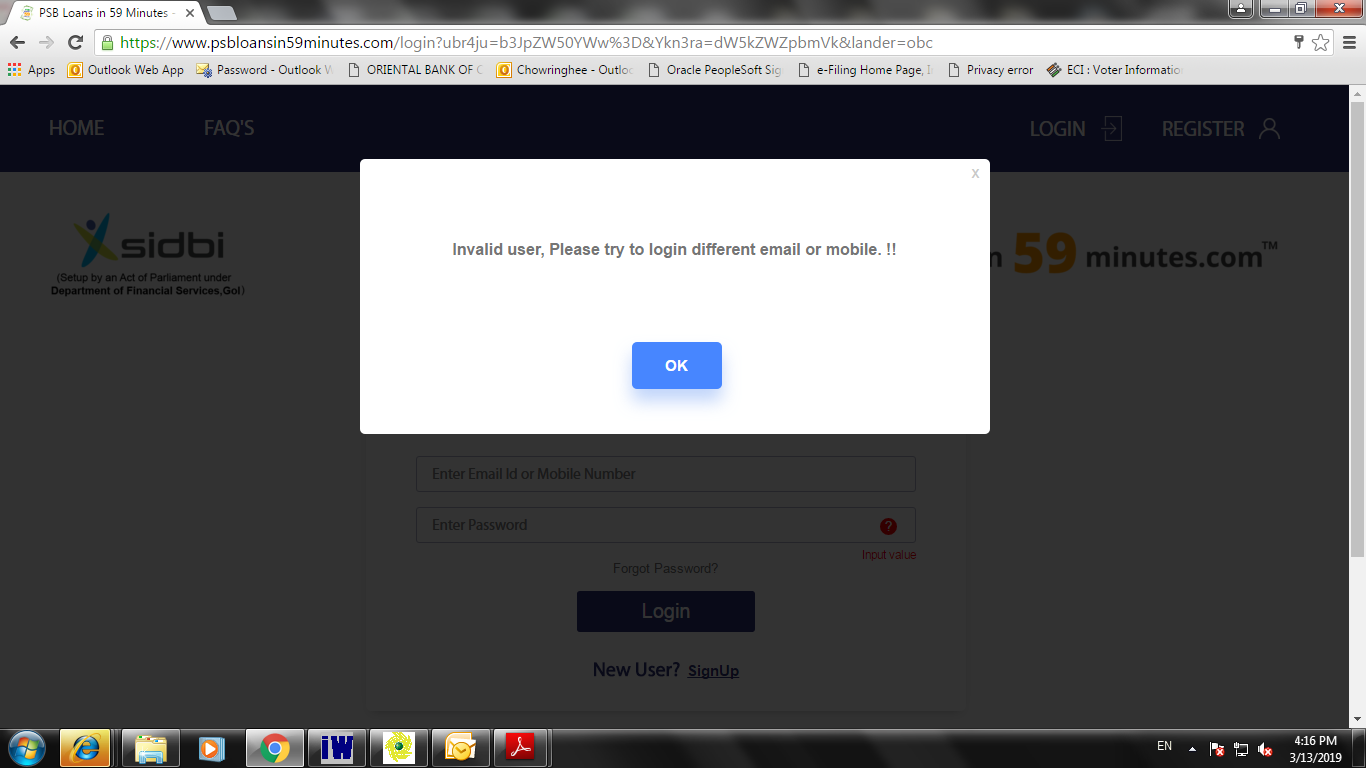 PSB Loans in 59 Minutes -
https://www.psbloansin59minutes.com/login?ubr4ju=b3JpZW50YWw%3D&Ykn3ra=dW5kZWZpbmVk&lander=obc
Apps Outlook Web App Password - Outlook W ORIENTAL BANK OF C Chowringhee - Outlo Oracle PeopleSoft Sig e-Filing Home Page, I Privacy error ECI : Voter Informatio
HOME FAQ'S LOGIN REGISTER
x
sidbi
(Setup by an Act of Parliament under
Department of Financial Services,GoI)
n 59 minutes.com™
Invalid user, Please try to login different email or mobile. !!
OK
Enter Email Id or Mobile Number
Enter Password ?
Input value
Forgot Password?
Login
New User? SignUp
iW
EN
4:16 PM
3/13/2019